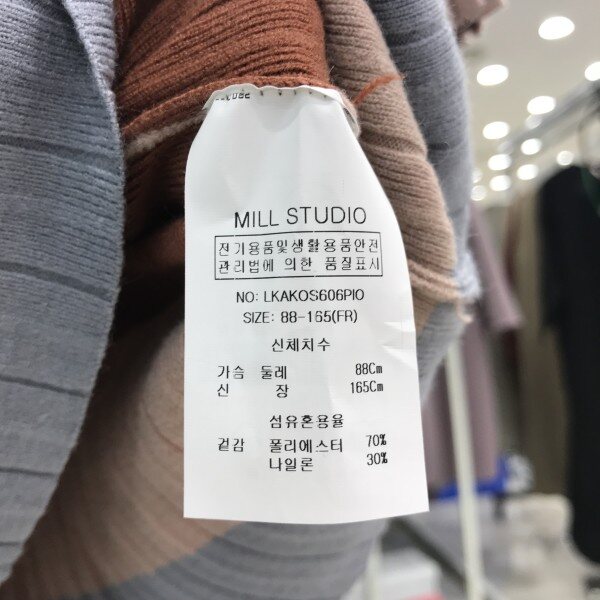 MILL STUDIO
전기용품및생활용품안전
관리법에 의한 품질표시
NO: LKAKOS606PIO
SIZE: 88-165(FR)
신체치수
가슴 둘레 88Cm
신 장 165Cm
섬유혼용율
겉감 폴리에스터 70%
나일론 30%